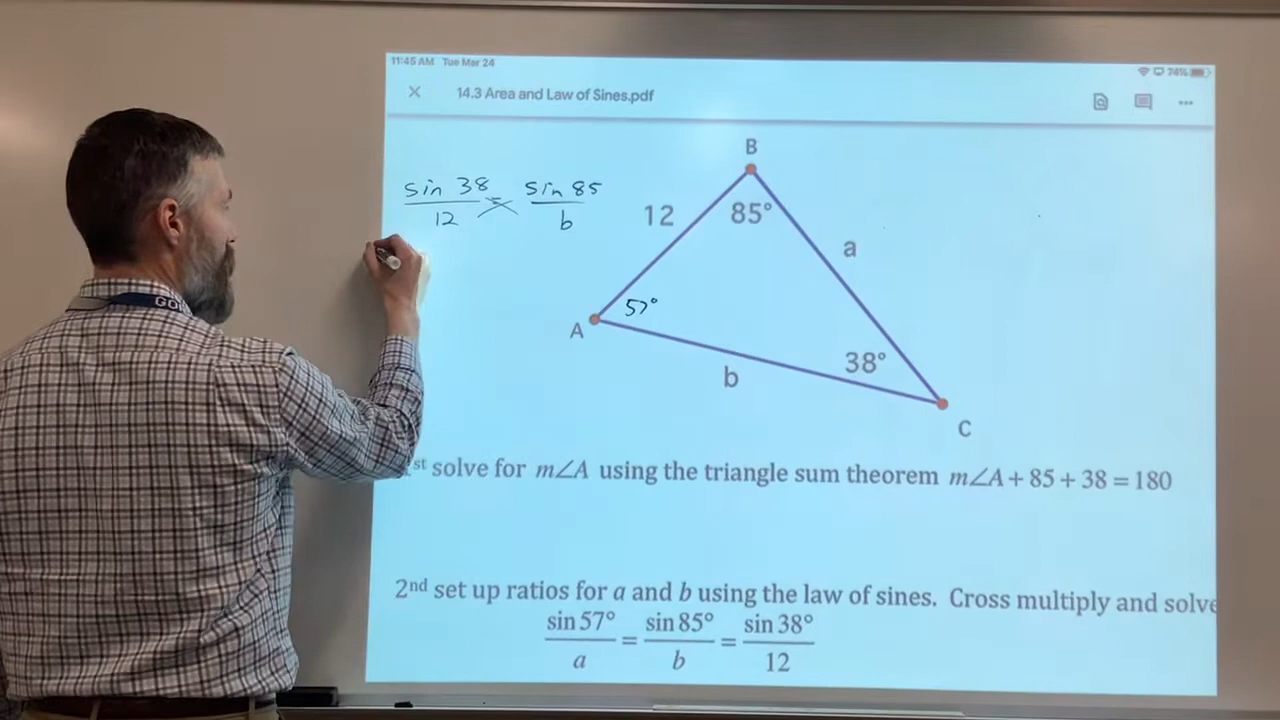 11:45 AM Tue Mar 24
74%
14.3 Area and Law of Sines.pdf
sin 38 / 12 = sin 85 / b
B
12
85°
a
57°
A
38°
b
C
st solve for m∠A using the triangle sum theorem m∠A + 85 + 38 = 180
2nd set up ratios for a and b using the law of sines. Cross multiply and solve
sin 57° / a = sin 85° / b = sin 38° / 12